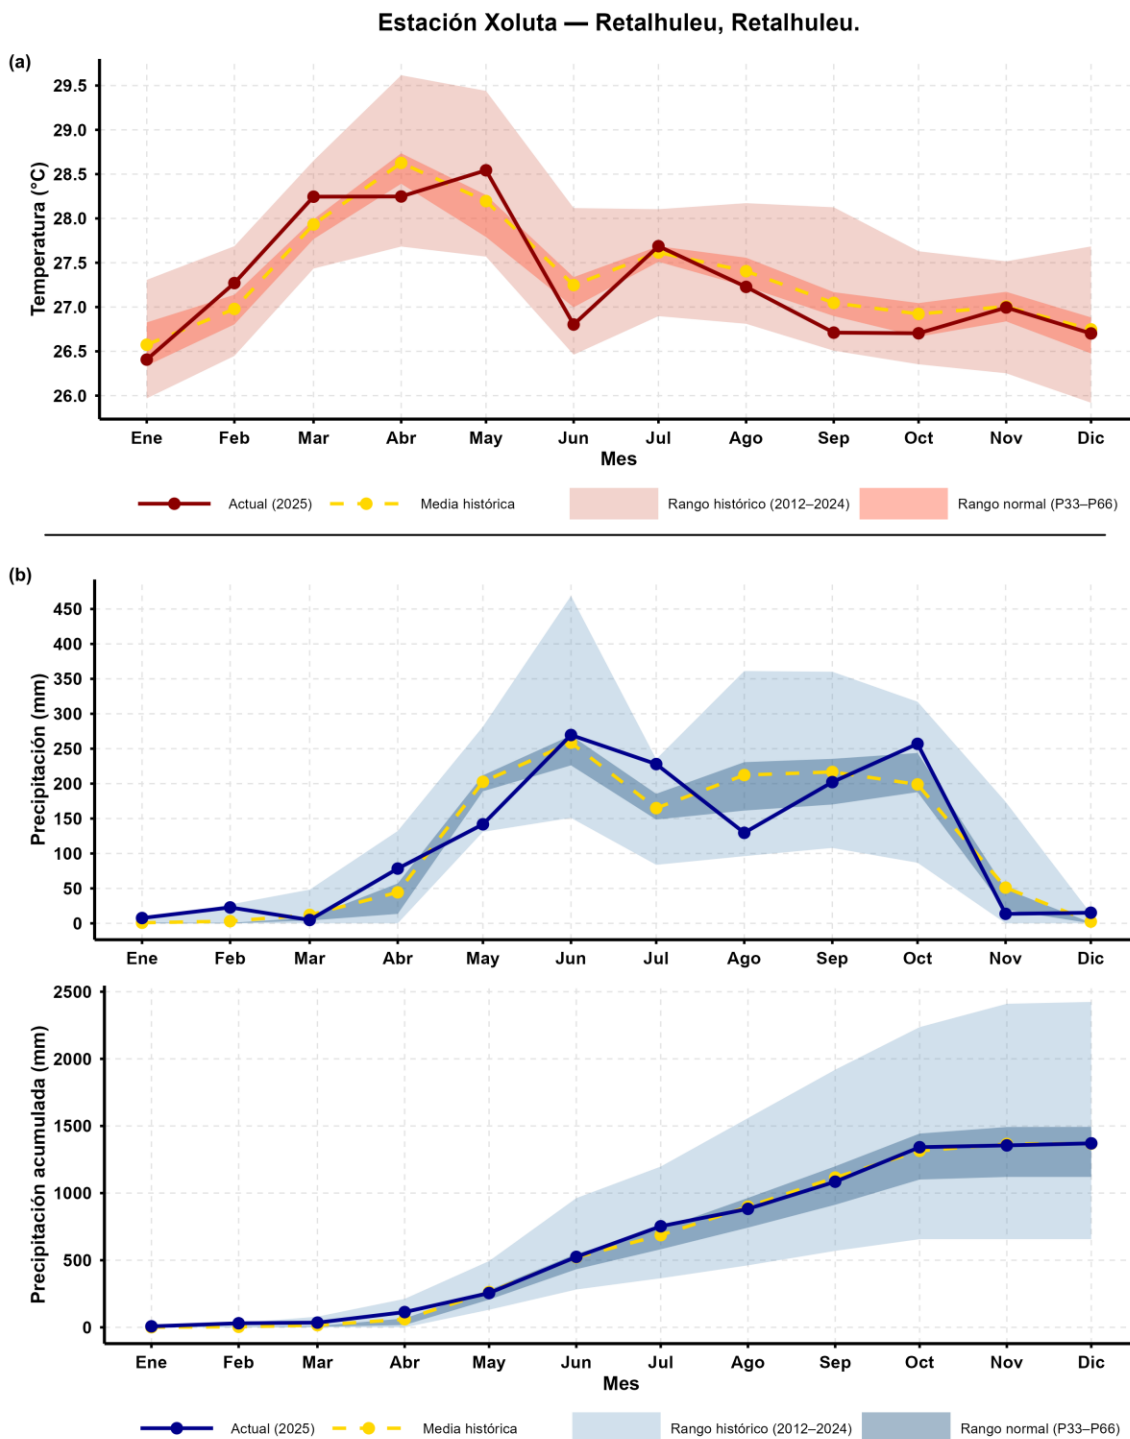 Estación Xoluta — Retalhuleu, Retalhuleu.
(a)
Temperatura (°C)
29.5
29.0
28.5
28.0
27.5
27.0
26.5
26.0
Ene Feb Mar Abr May Jun Jul Ago Sep Oct Nov Dic
Mes
Actual (2025) Media histórica Rango histórico (2012–2024) Rango normal (P33–P66)
(b)
Precipitación (mm)
450
400
350
300
250
200
150
100
50
0
Ene Feb Mar Abr May Jun Jul Ago Sep Oct Nov Dic
Precipitación acumulada (mm)
2500
2000
1500
1000
500
0
Ene Feb Mar Abr May Jun Jul Ago Sep Oct Nov Dic
Mes
Actual (2025) Media histórica Rango histórico (2012–2024) Rango normal (P33–P66)